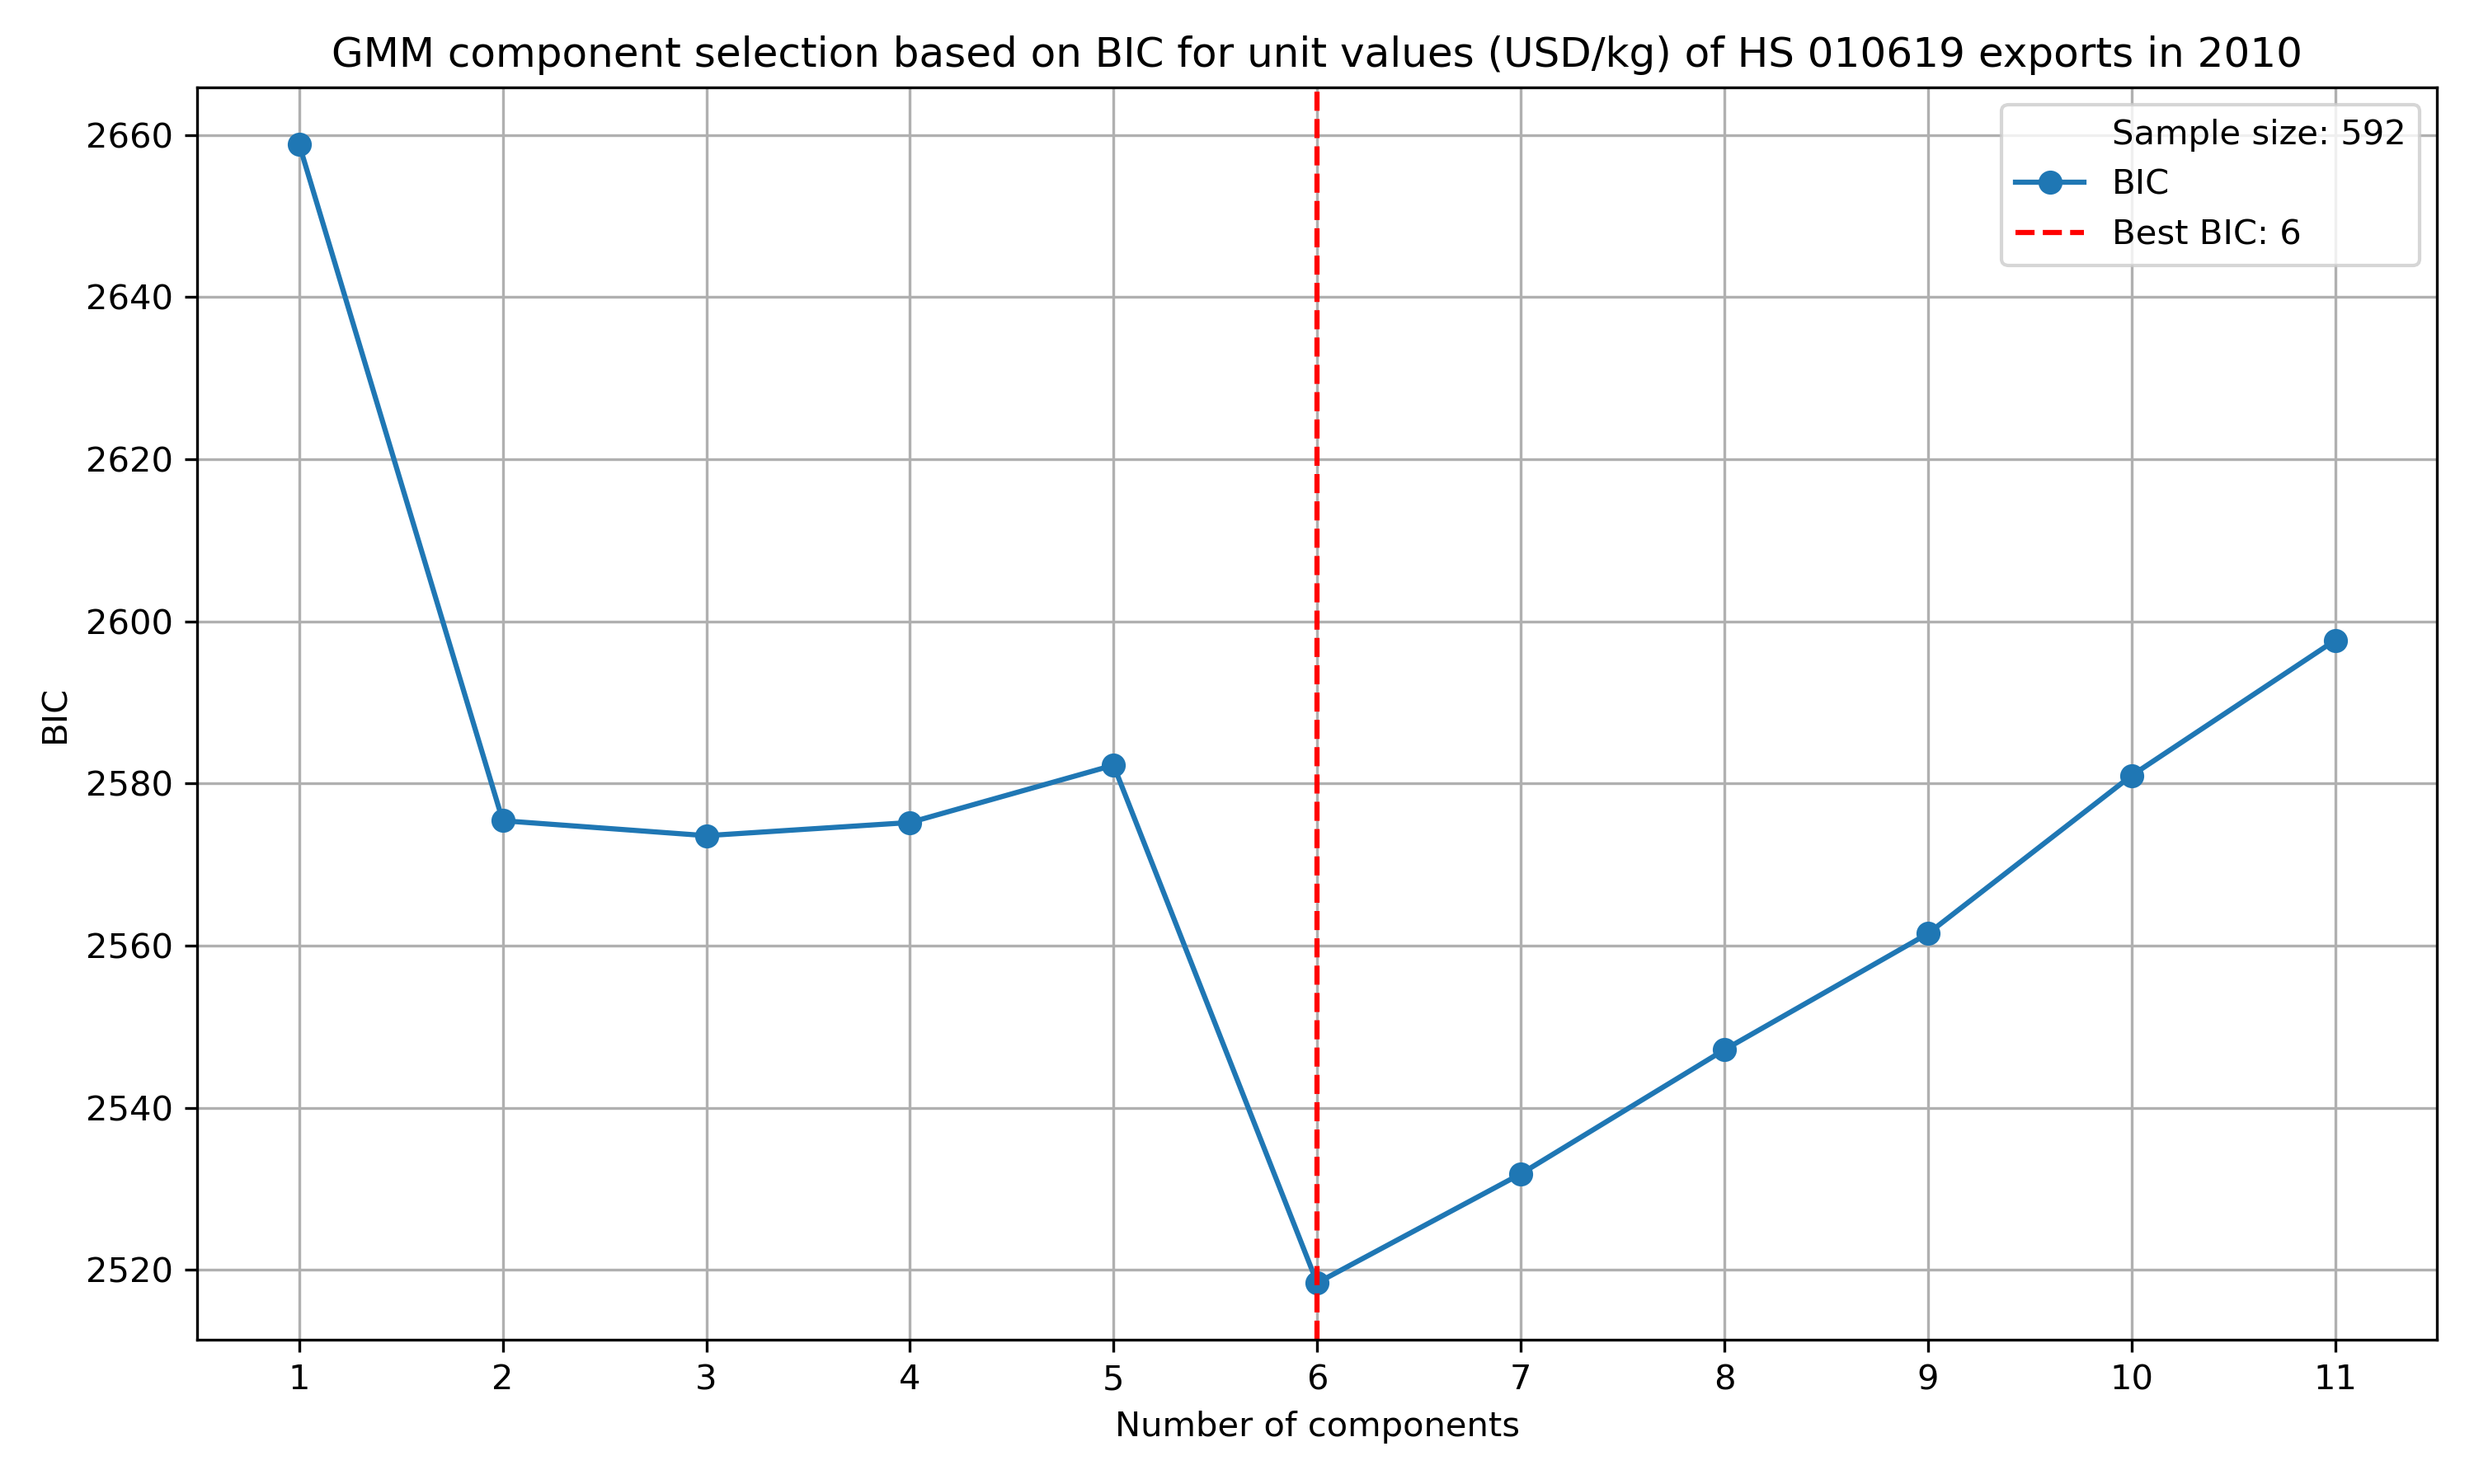 GMM component selection based on BIC for unit values (USD/kg) of HS 010619 exports in 2010
Sample size: 592
BIC
Best BIC: 6
2660
2640
2620
2600
2580
2560
2540
2520
BIC
1 2 3 4 5 6 7 8 9 10 11
Number of components